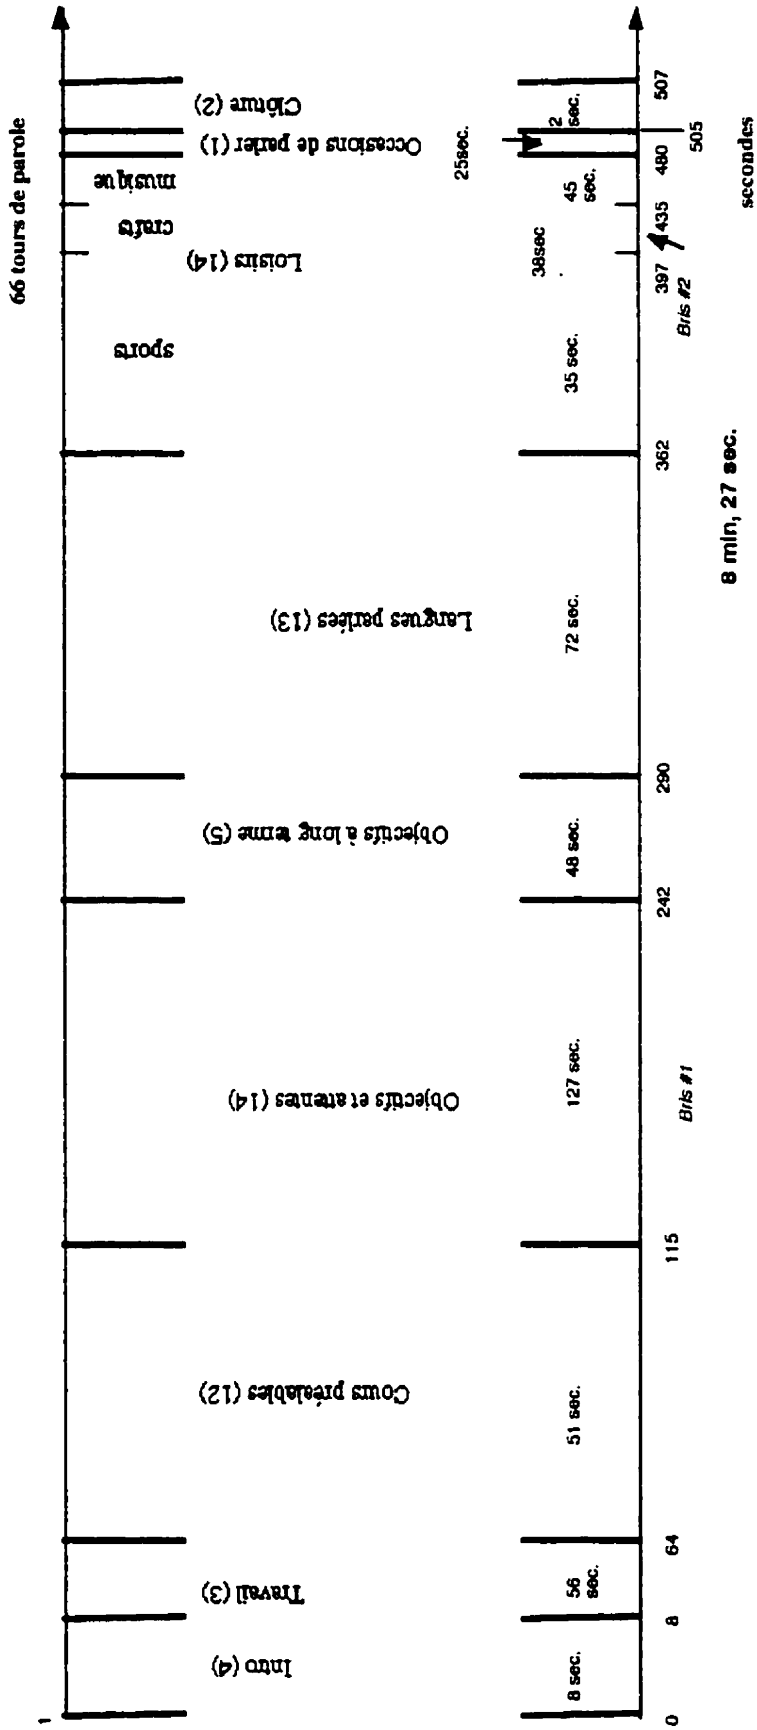 66 tours de parole
1
Intro (4)
Travail (3)
Cours préalables (12)
Objectifs et attentes (14)
Objectifs à long terme (5)
Langues parlées (13)
Loisirs (14)
sports
crafts
musique
Occasions de parler (1)
Clôture (2)
8 sec.
56
sec.
51 sec.
127 sec.
48 sec.
72 sec.
35 sec.
38sec
45
sec.
25sec.
2
sec.
0
8
64
115
242
290
362
397
435
480
505
507
Bris #1
Bris #2
secondes
8 min, 27 sec.